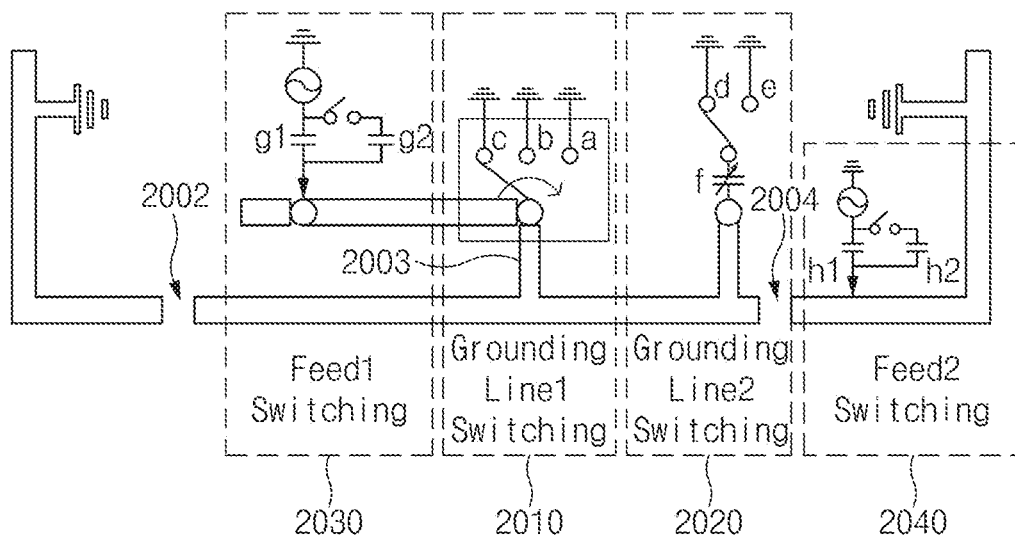 d e
c b a
g1 g2
f
2002
2004
2003
h1 h2
Feed1
Switching
Grounding
Line1
Switching
Grounding
Line2
Switching
Feed2
Switching
2030
2010
2020
2040